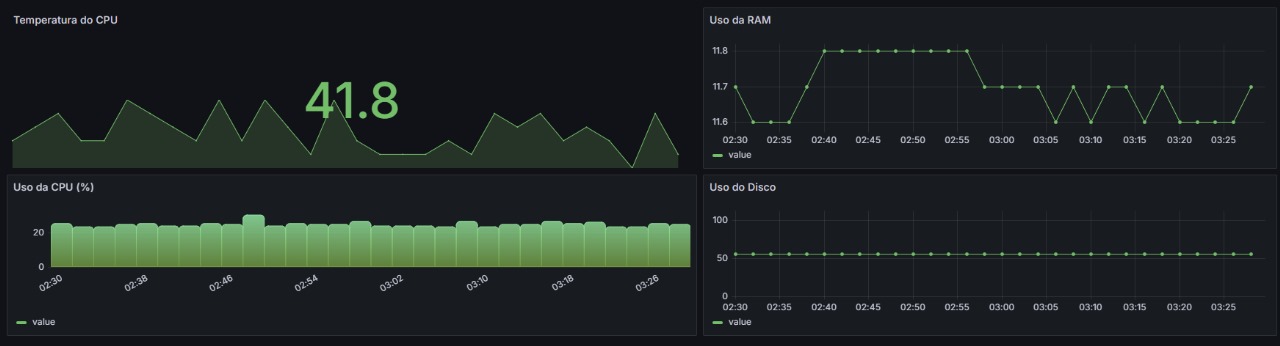 Temperatura do CPU
41.8
Uso da RAM
11.8
11.7
11.6
02:30 02:35 02:40 02:45 02:50 02:55 03:00 03:05 03:10 03:15 03:20 03:25
value
Uso da CPU (%)
20
0
02:30 02:38 02:46 02:54 03:02 03:10 03:18 03:26
value
Uso do Disco
100
50
0
02:30 02:35 02:40 02:45 02:50 02:55 03:00 03:05 03:10 03:15 03:20 03:25
value